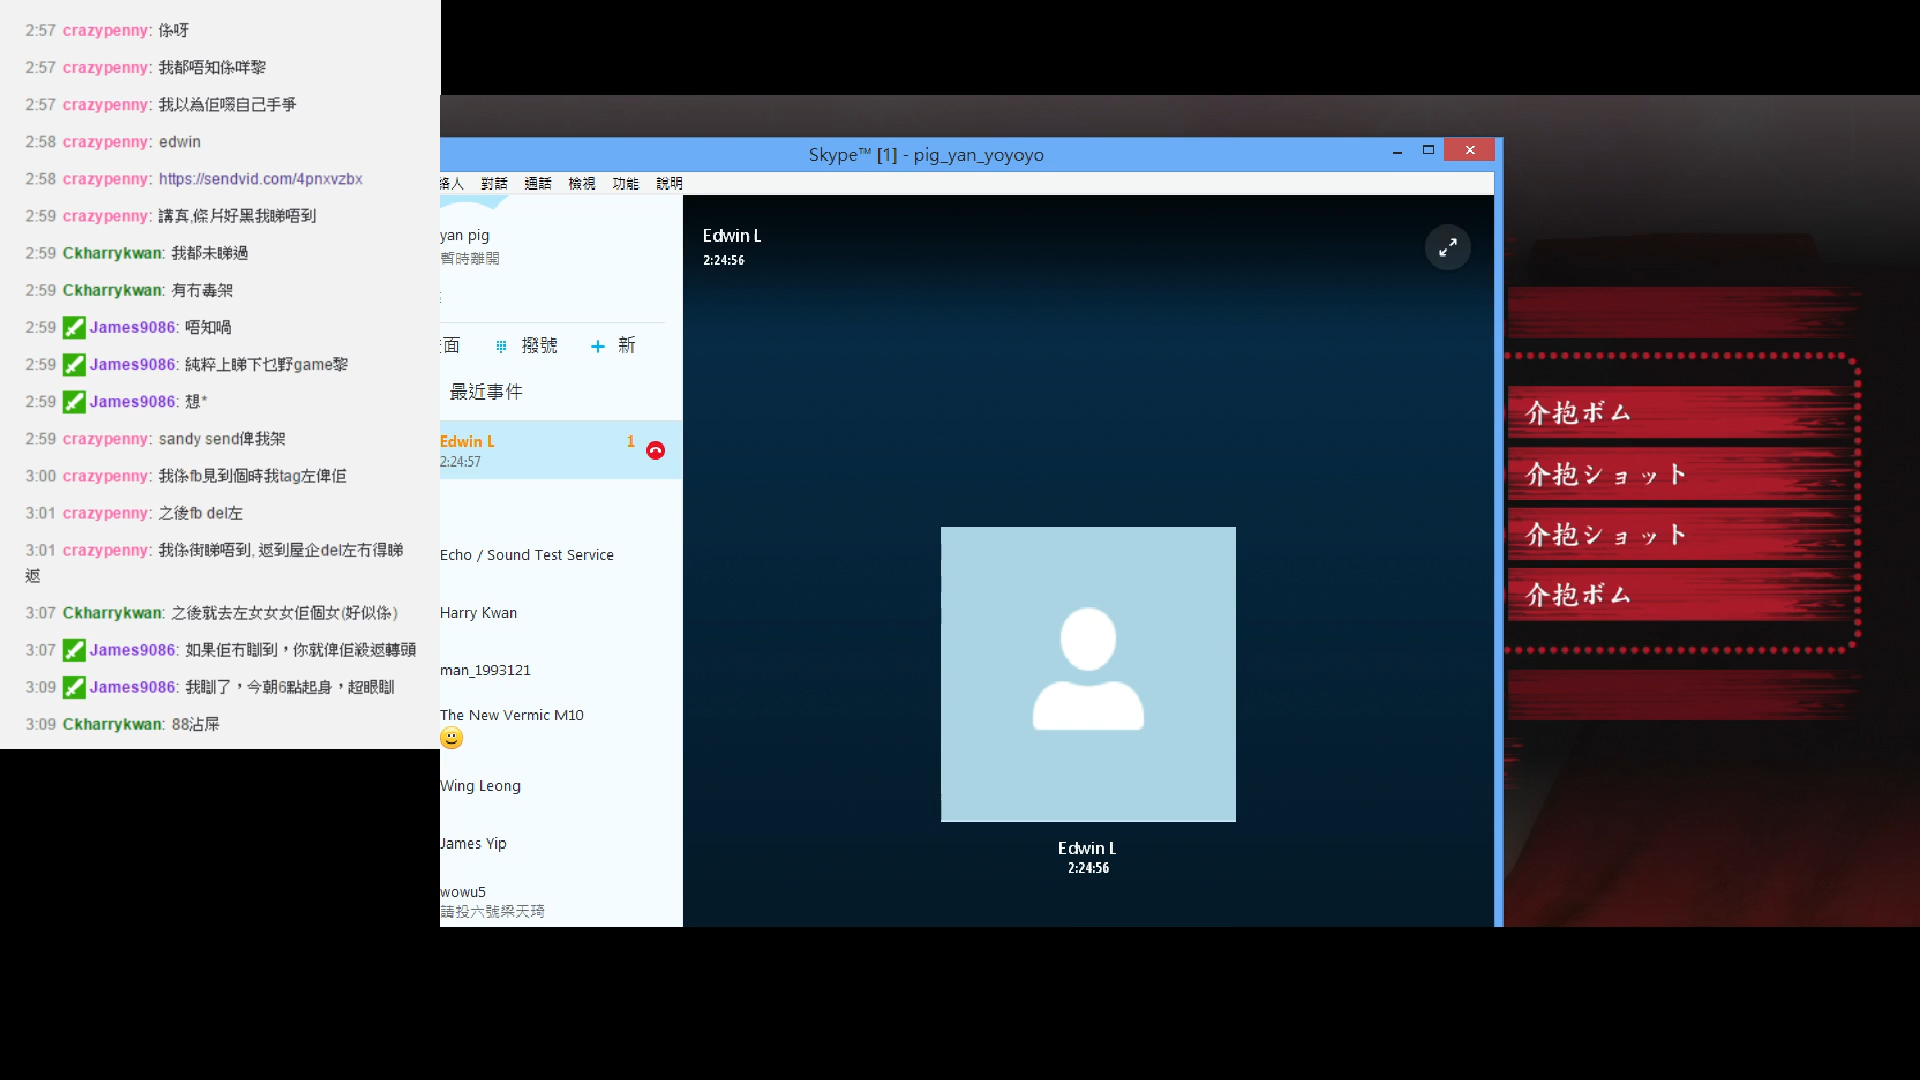 2:57 crazypenny: 係呀
2:57 crazypenny: 我都唔知係咩黎
2:57 crazypenny: 我以為佢啜自己手爭
2:58 crazypenny: edwin
2:58 crazypenny: https://sendvid.com/4pnxvzbx
2:59 crazypenny: 講真,條片好黑我睇唔到
2:59 Ckharrykwan: 我都未睇過
2:59 Ckharrykwan: 有冇毒架
2:59 James9086: 唔知喎
2:59 James9086: 純粹上睇下乜野game黎
2:59 James9086: 想*
2:59 crazypenny: sandy send俾我架
3:00 crazypenny: 我係fb見到個時我tag左俾佢
3:01 crazypenny: 之後fb del左
3:01 crazypenny: 我係街睇唔到, 返到屋企del左冇得睇
返
3:07 Ckharrykwan: 之後就去左女女女佢個女(好似係)
3:07 James9086: 如果佢冇瞓到，你就俾佢殺返轉頭
3:09 James9086: 我瞓了，今朝6點起身，超眼瞓
3:09 Ckharrykwan: 88沾屎
Skype™ [1] - pig_yan_yoyoyo
絡人 對話 通話 檢視 功能 說明
yan pig
暫時離開
面 撥號 + 新
最近事件
Edwin L 1
2:24:57
Echo / Sound Test Service
Harry Kwan
man_1993121
The New Vermic M10
Wing Leong
James Yip
wowu5
請投六號梁天琦
Edwin L
2:24:56
Edwin L
2:24:56
介抱ボム
介抱ショット
介抱ショット
介抱ボム